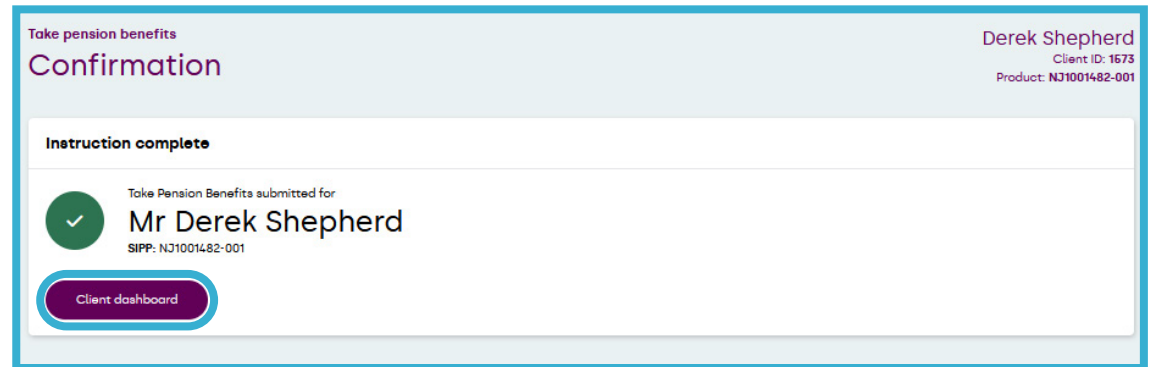 Take pension benefits
Confirmation
Derek Shepherd
Client ID: 1573
Product: NJ1001482-001
Instruction complete
Take Pension Benefits submitted for
Mr Derek Shepherd
SIPP: NJ1001482-001
Client dashboard